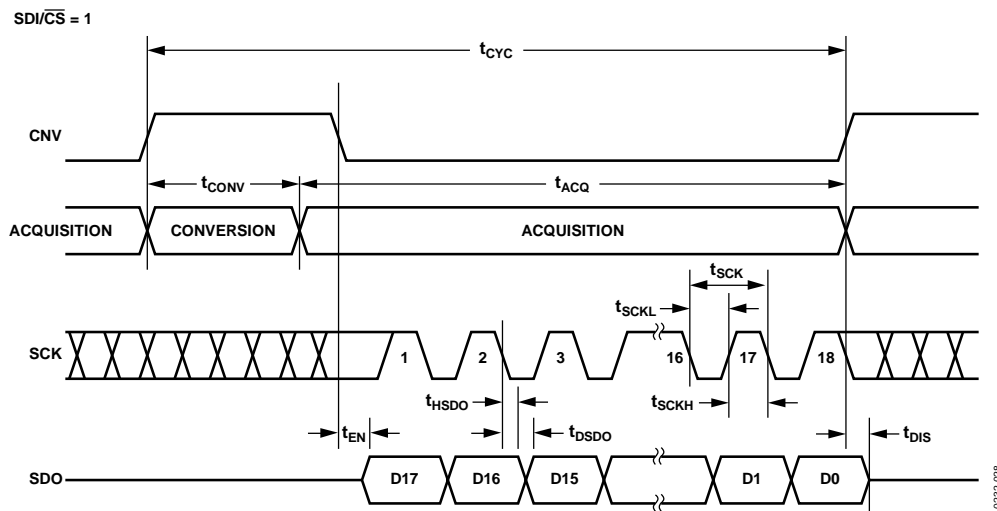 SDI/CS = 1
tCYC
CNV
tCONV
tACQ
ACQUISITION
CONVERSION
ACQUISITION
tSCK
tSCKL
SCK
1
2
3
16
17
18
tHSDO
tSCKH
tEN
tDSDO
tDIS
SDO
D17
D16
D15
D1
D0